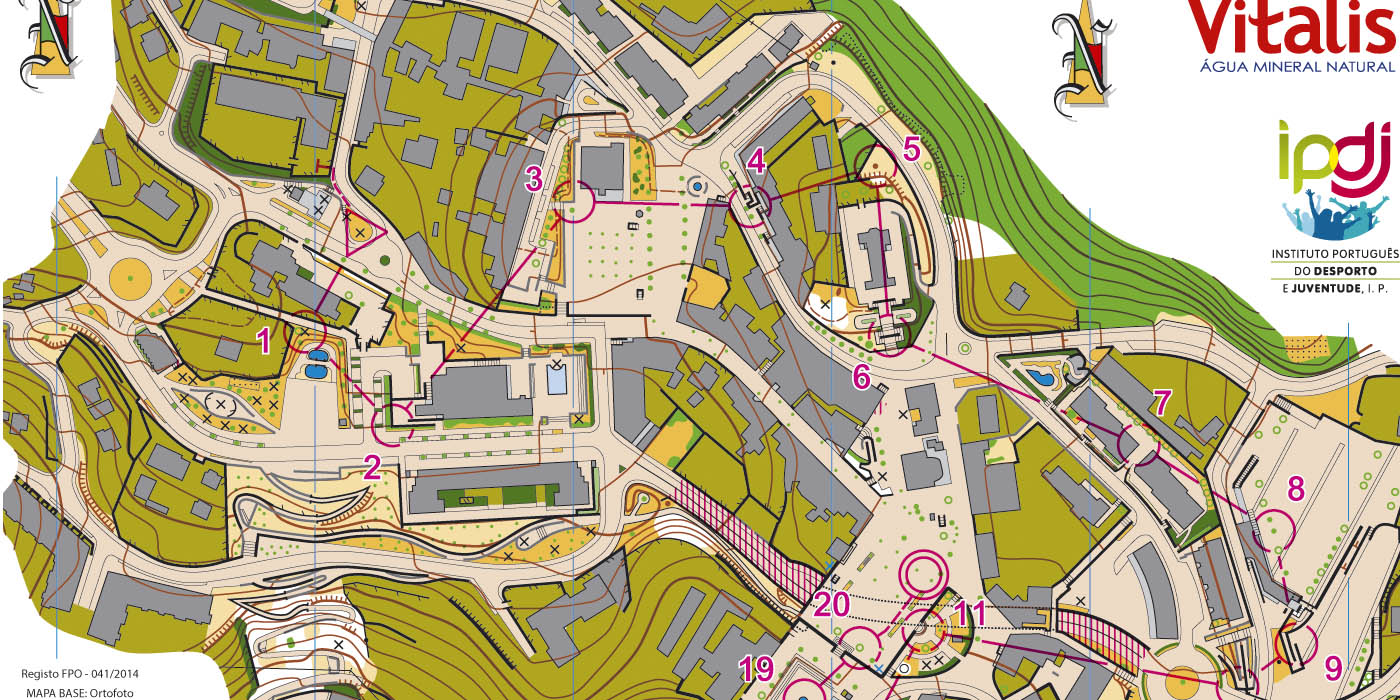 Vitalis
ÁGUA MINERAL NATURAL
ipdj
INSTITUTO PORTUGUÊS
DO DESPORTO
E JUVENTUDE, I. P.
1
2
3
4
5
6
7
8
9
11
19
20
Registo FPO - 041/2014
MAPA BASE: Ortofoto